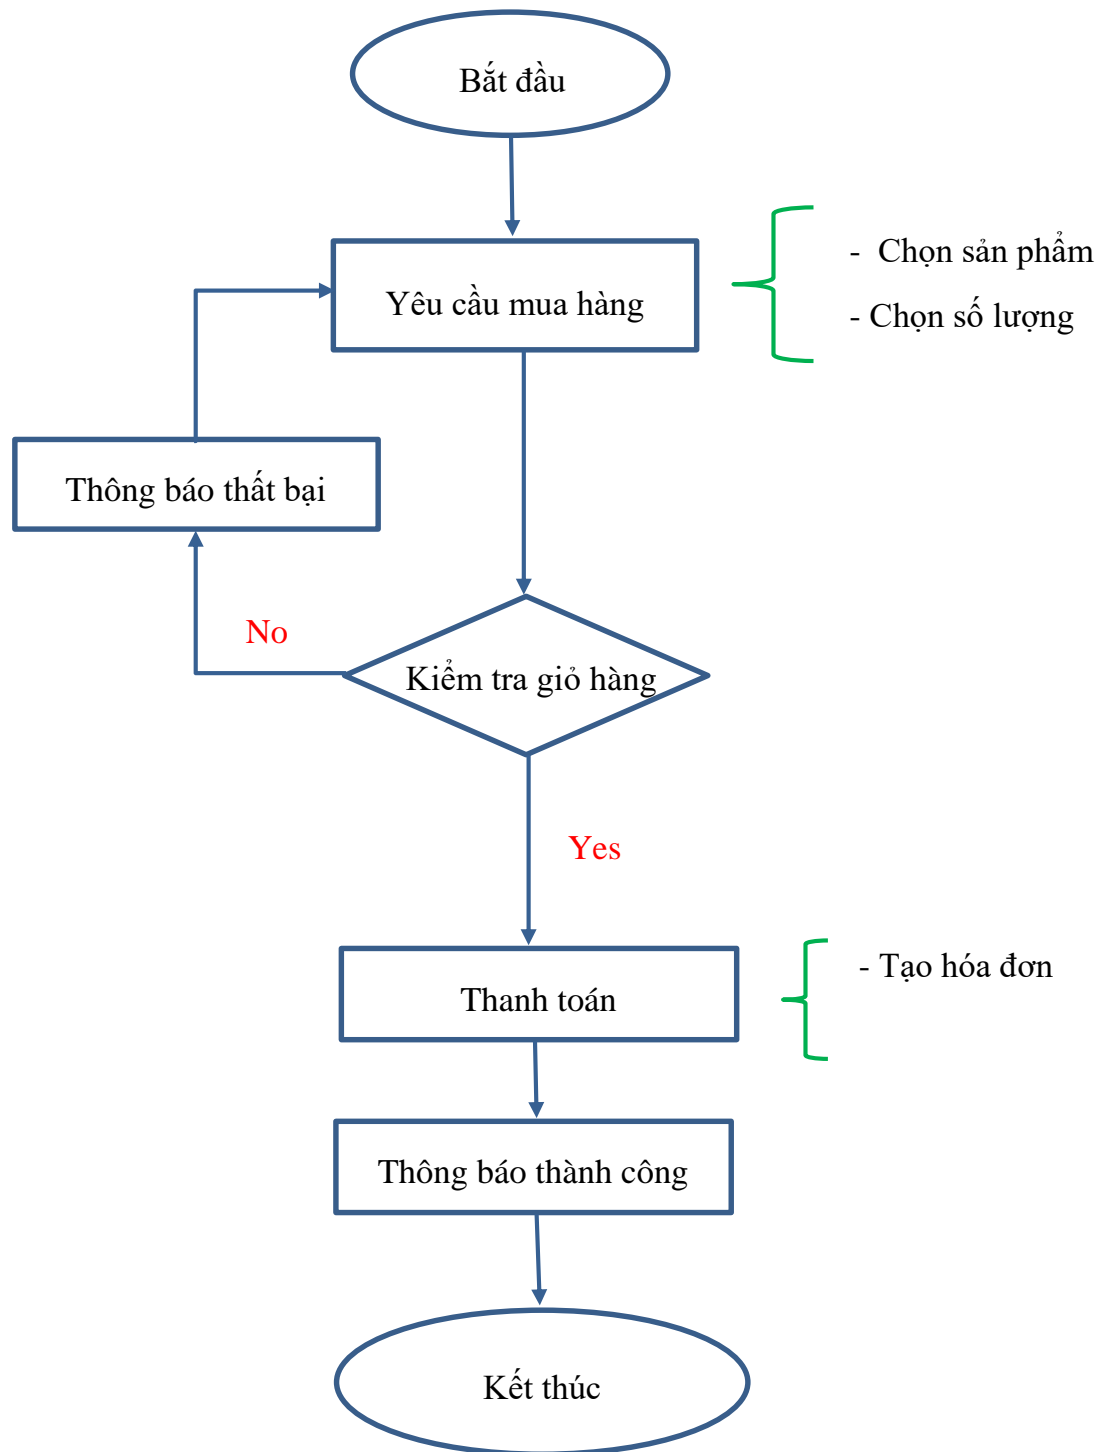 Bắt đầu
Yêu cầu mua hàng
-  Chọn sản phẩm
- Chọn số lượng
Thông báo thất bại
No
Kiểm tra giỏ hàng
Yes
Thanh toán
- Tạo hóa đơn
Thông báo thành công
Kết thúc